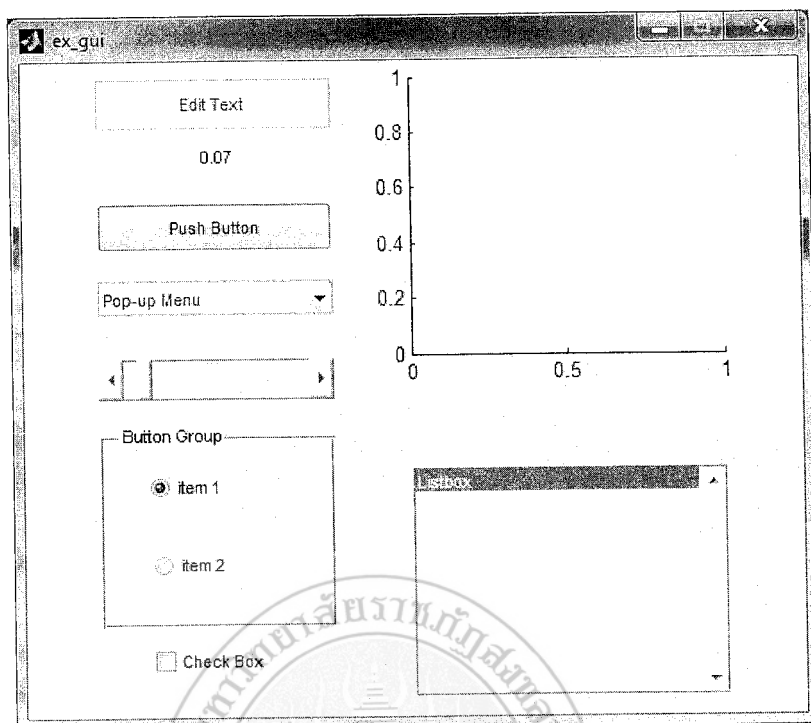 ex_gui
Edit Text
0.07
Push Button
Pop-up Menu
Button Group
item 1
item 2
Check Box
1
0.8
0.6
0.4
0.2
0
0
0.5
1
Listbox